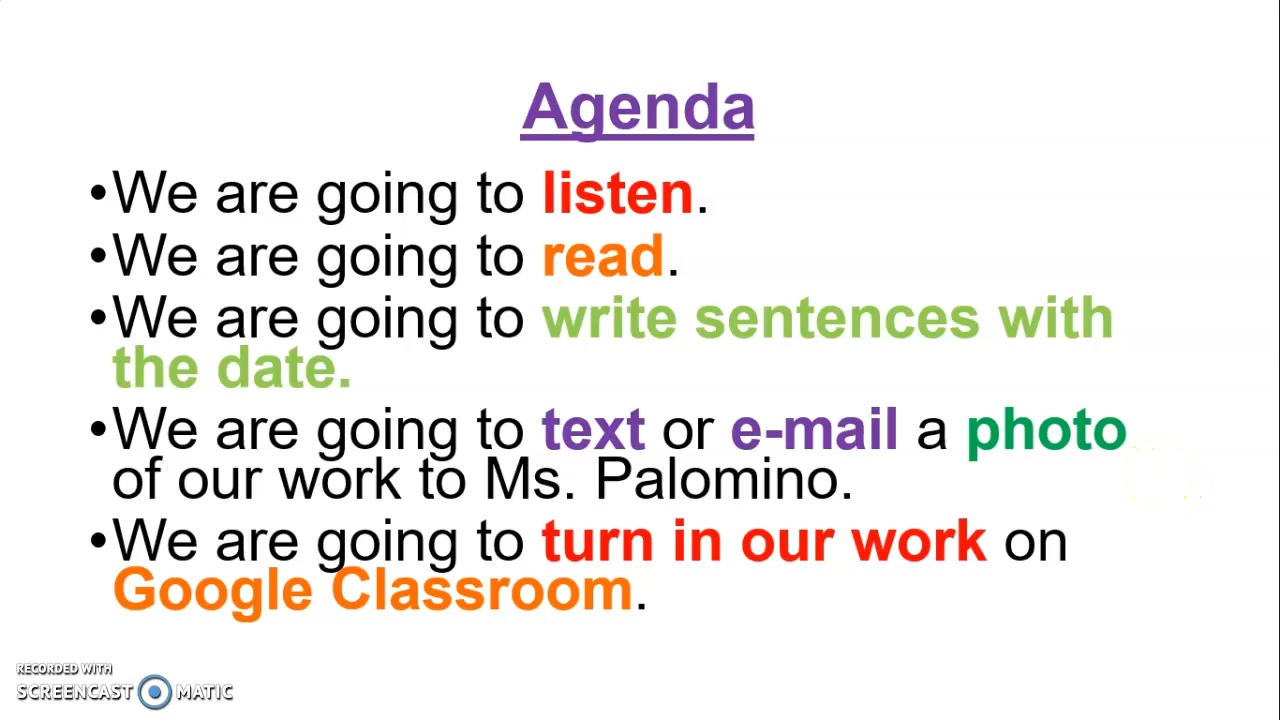 Agenda
•We are going to listen.
•We are going to read.
•We are going to write sentences with
the date.
•We are going to text or e-mail a photo
of our work to Ms. Palomino.
•We are going to turn in our work on
Google Classroom.
RECORDED WITH
SCREENCAST MATIC